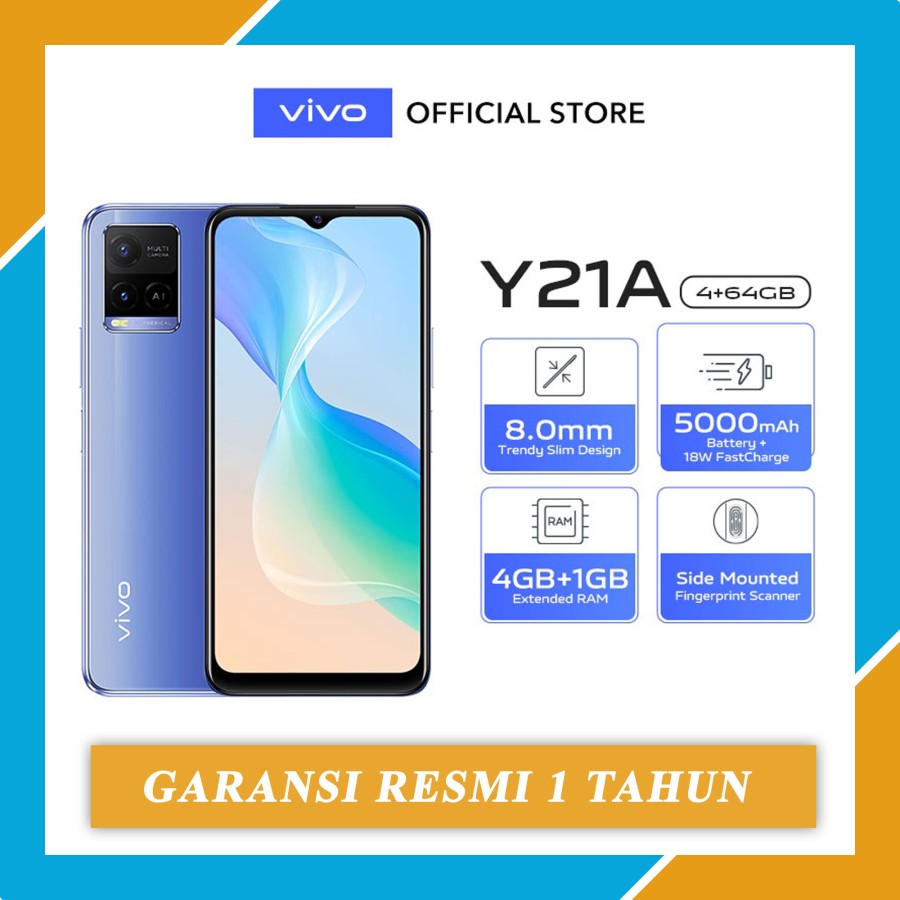 vivo OFFICIAL STORE
MULTI
CAMERA
AI
Y21A 4+64GB
8.0mm
Trendy Slim Design
5000mAh
Battery +
18W FastCharge
RAM
4GB+1GB
Extended RAM
Side Mounted
Fingerprint Scanner
vivo
GARANSI RESMI 1 TAHUN